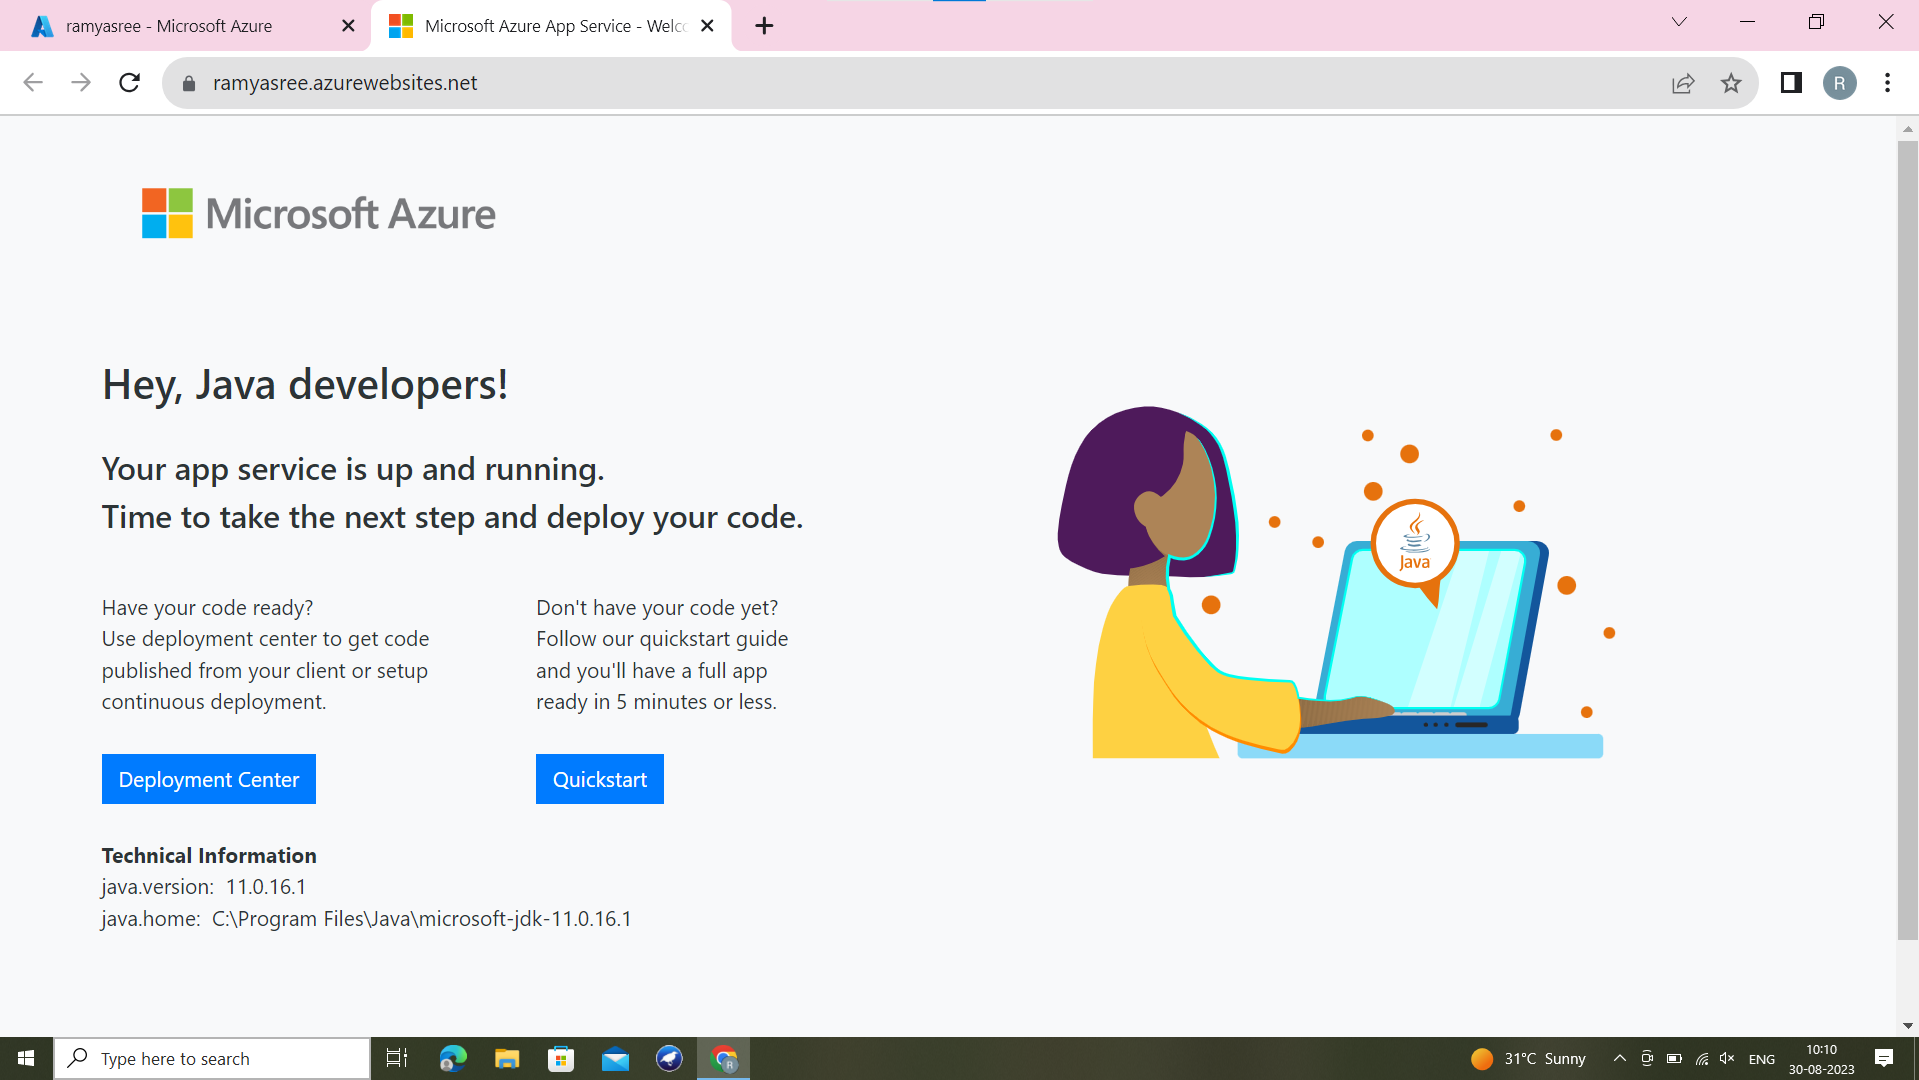 ramyasree - Microsoft Azure
Microsoft Azure App Service - Welc
ramyasree.azurewebsites.net
R
Microsoft Azure
Hey, Java developers!
Your app service is up and running.
Time to take the next step and deploy your code.
Have your code ready?
Use deployment center to get code
published from your client or setup
continuous deployment.
Don't have your code yet?
Follow our quickstart guide
and you'll have a full app
ready in 5 minutes or less.
Deployment Center
Quickstart
Java
Technical Information
java.version: 11.0.16.1
java.home: C:\Program Files\Java\microsoft-jdk-11.0.16.1
Type here to search
R
31°C Sunny
ENG
10:10
30-08-2023